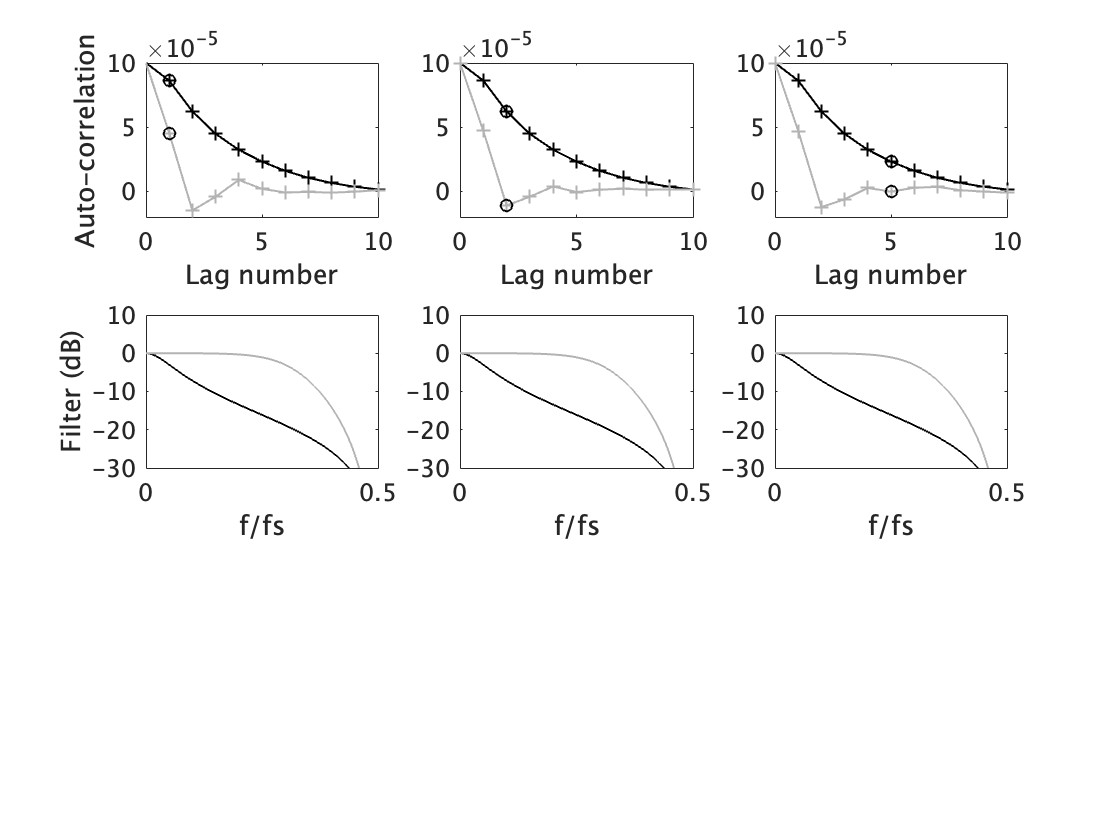 ×10⁻⁵ ×10⁻⁵ ×10⁻⁵
10 10 10
5 5 5
0 0 0
Auto-correlation
0 5 10 0 5 10 0 5 10
Lag number Lag number Lag number
10 10 10
0 0 0
−10 −10 −10
−20 −20 −20
−30 −30 −30
Filter (dB)
0 0.5 0 0.5 0 0.5
f/fs f/fs f/fs